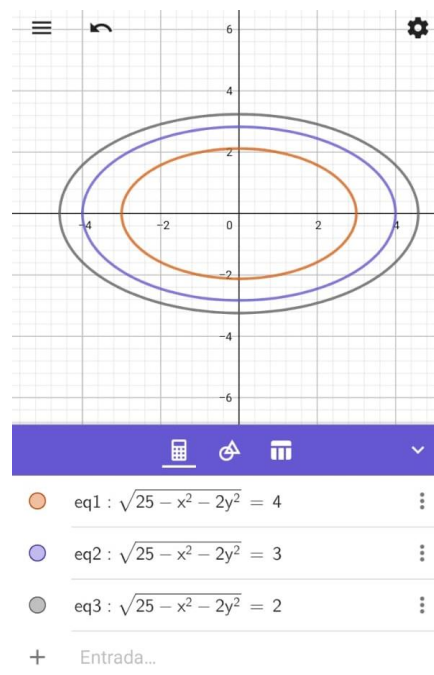 6
4
2
−4
−2
0
2
4
−2
−4
−6
eq1 : √25 − x² − 2y² = 4
eq2 : √25 − x² − 2y² = 3
eq3 : √25 − x² − 2y² = 2
+ Entrada...